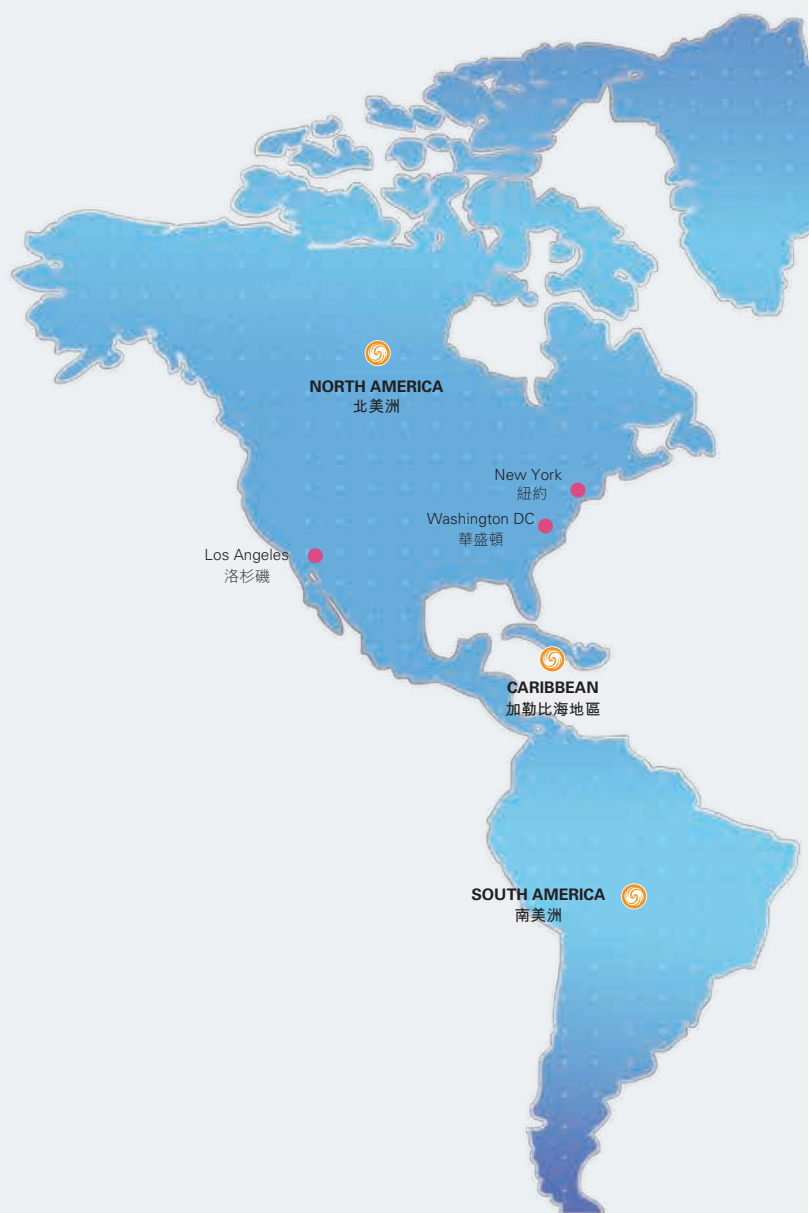 NORTH AMERICA
北美洲
New York
紐約
Washington DC
華盛頓
Los Angeles
洛杉磯
CARIBBEAN
加勒比海地區
SOUTH AMERICA
南美洲